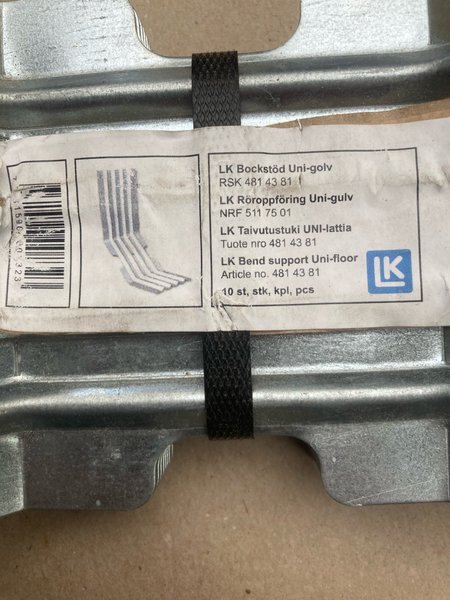 LK Bockstöd Uni-golv
RSK 481 43 81
LK Röroppföring Uni-gulv
NRF 511 75 01
LK Taivutustuki UNI-lattia
Tuote nro 481 43 81
LK Bend support Uni-floor
Article no. 481 43 81
10 st, stk, kpl, pcs
LK